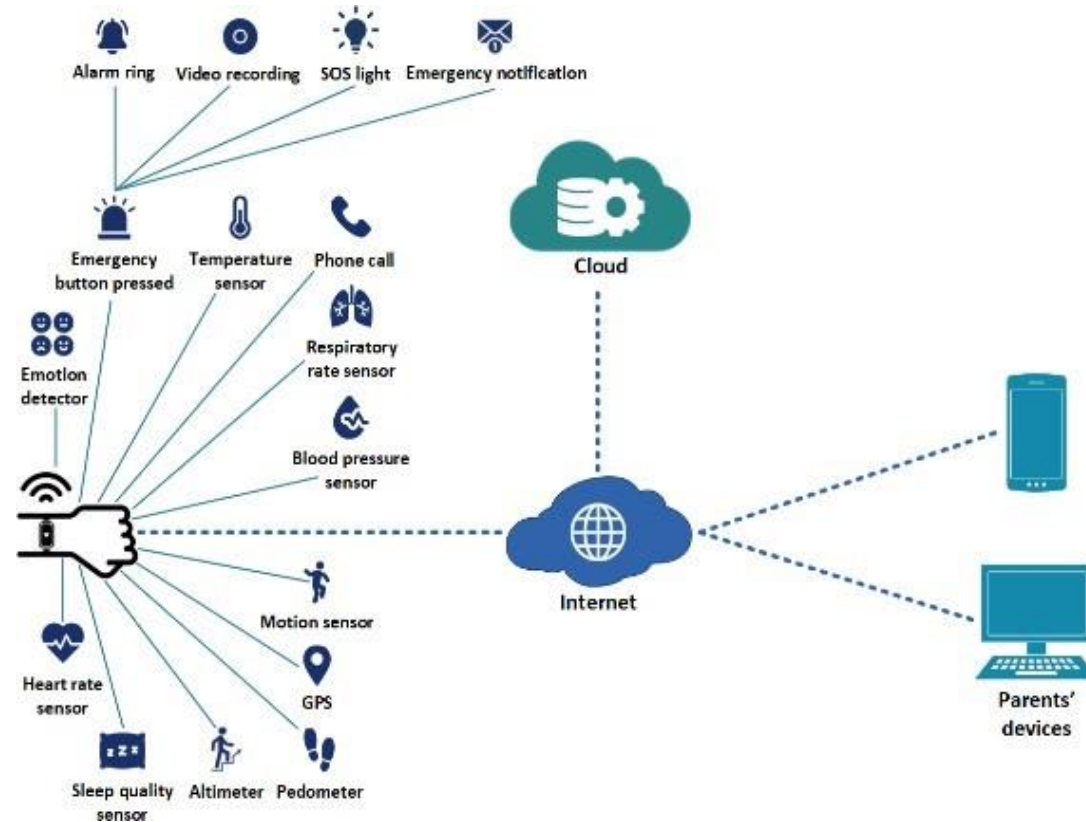 Alarm ring
Video recording
SOS light
Emergency notification
1
Emergency
button pressed
Temperature
sensor
Phone call
Cloud
Respiratory
rate sensor
Emotion
detector
Blood pressure
sensor
Internet
Motion sensor
Heart rate
sensor
GPS
Parents'
devices
z z z
Sleep quality
sensor
Altimeter
Pedometer